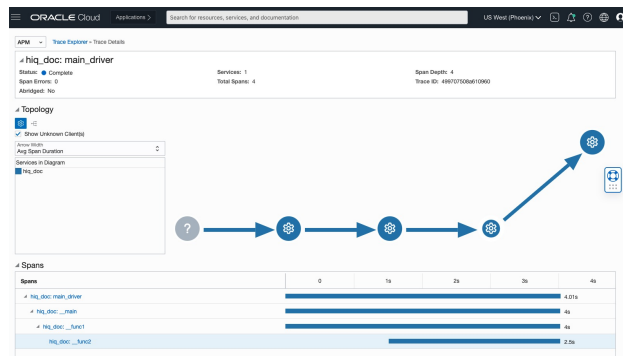 ORACLE Cloud Applications > Search for resources, services, and documentation US West (Phoenix)
APM Trace Explorer » Trace Details
hiq_doc: main_driver
Status: Complete Services: 1 Span Depth: 4
Span Errors: 0 Total Spans: 4 Trace ID: 499707508a610960
Abridged: No
Topology
Show Unknown Client(s)
Arrow Width
Avg Span Duration
Services in Diagram
hiq_doc
?
Spans
Spans 0 1s 2s 3s 4s
hiq_doc: main_driver 4.01s
hiq_doc: __main 4s
hiq_doc: __func1 4s
hiq_doc: __func2 2.5s